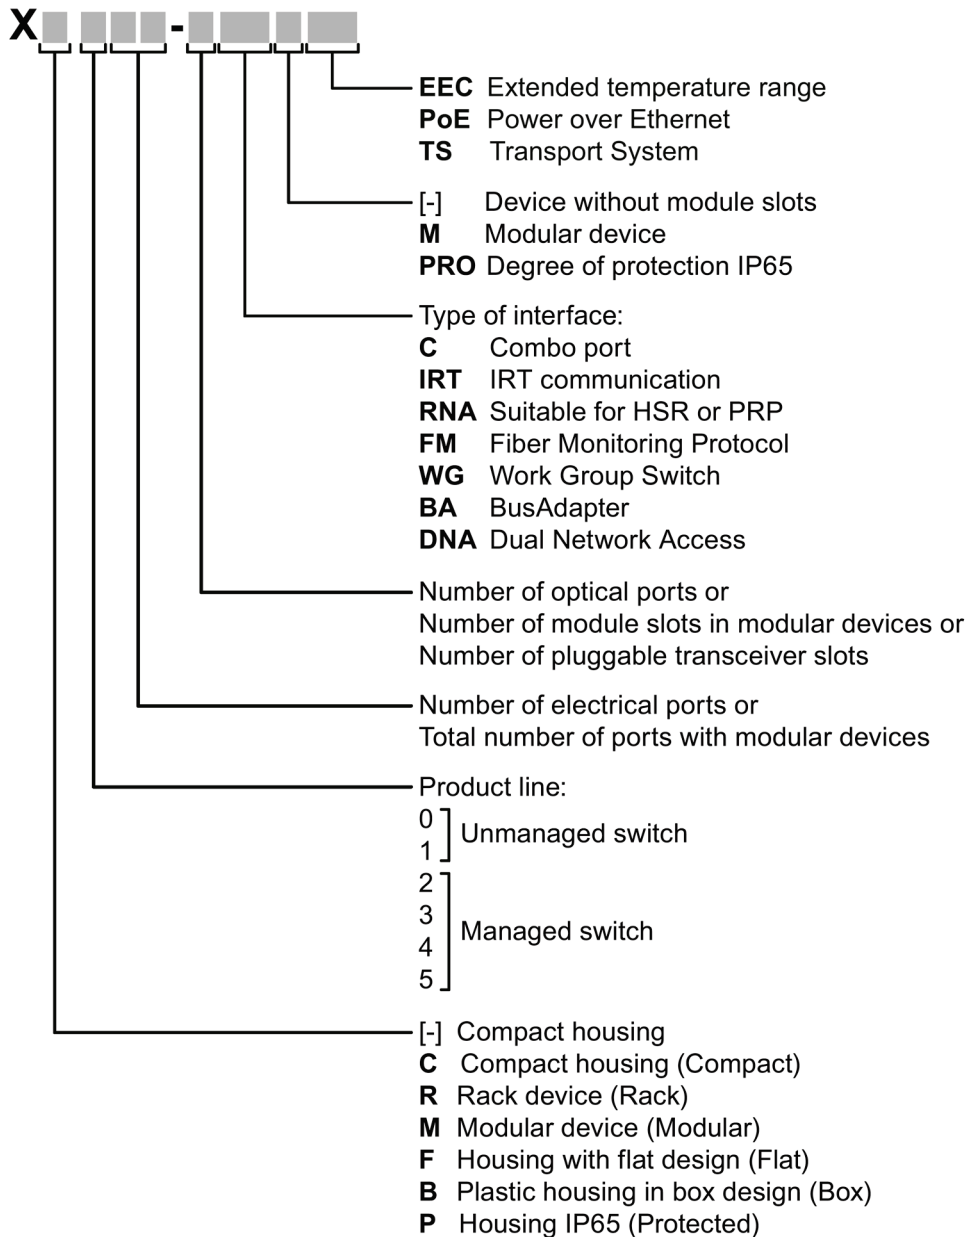 X -
EEC Extended temperature range
PoE Power over Ethernet
TS Transport System
[-] Device without module slots
M Modular device
PRO Degree of protection IP65
Type of interface:
C Combo port
IRT IRT communication
RNA Suitable for HSR or PRP
FM Fiber Monitoring Protocol
WG Work Group Switch
BA BusAdapter
DNA Dual Network Access
Number of optical ports or
Number of module slots in modular devices or
Number of pluggable transceiver slots
Number of electrical ports or
Total number of ports with modular devices
Product line:
0
1
Unmanaged switch
2
3
4
5
Managed switch
[-] Compact housing
C Compact housing (Compact)
R Rack device (Rack)
M Modular device (Modular)
F Housing with flat design (Flat)
B Plastic housing in box design (Box)
P Housing IP65 (Protected)